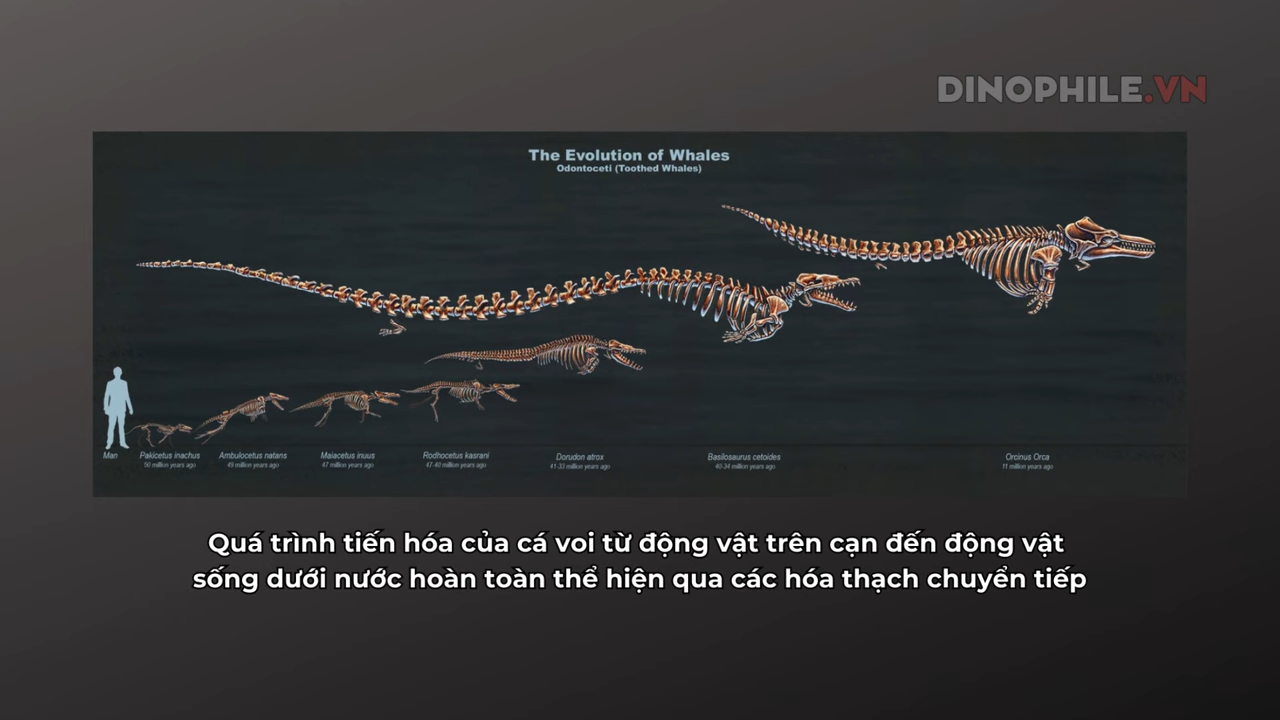 DINOPHILE.VN
The Evolution of Whales
Odontoceti (Toothed Whales)
Man
Pakicetus inachus
50 million years ago
Ambulocetus natans
49 million years ago
Maiacetus inuus
47 million years ago
Rodhocetus kasrani
47-40 million years ago
Dorudon atrox
41-33 million years ago
Basilosaurus cetoides
40-34 million years ago
Orcinus Orca
11 million years ago
Quá trình tiến hóa của cá voi từ động vật trên cạn đến động vật
sống dưới nước hoàn toàn thể hiện qua các hóa thạch chuyển tiếp